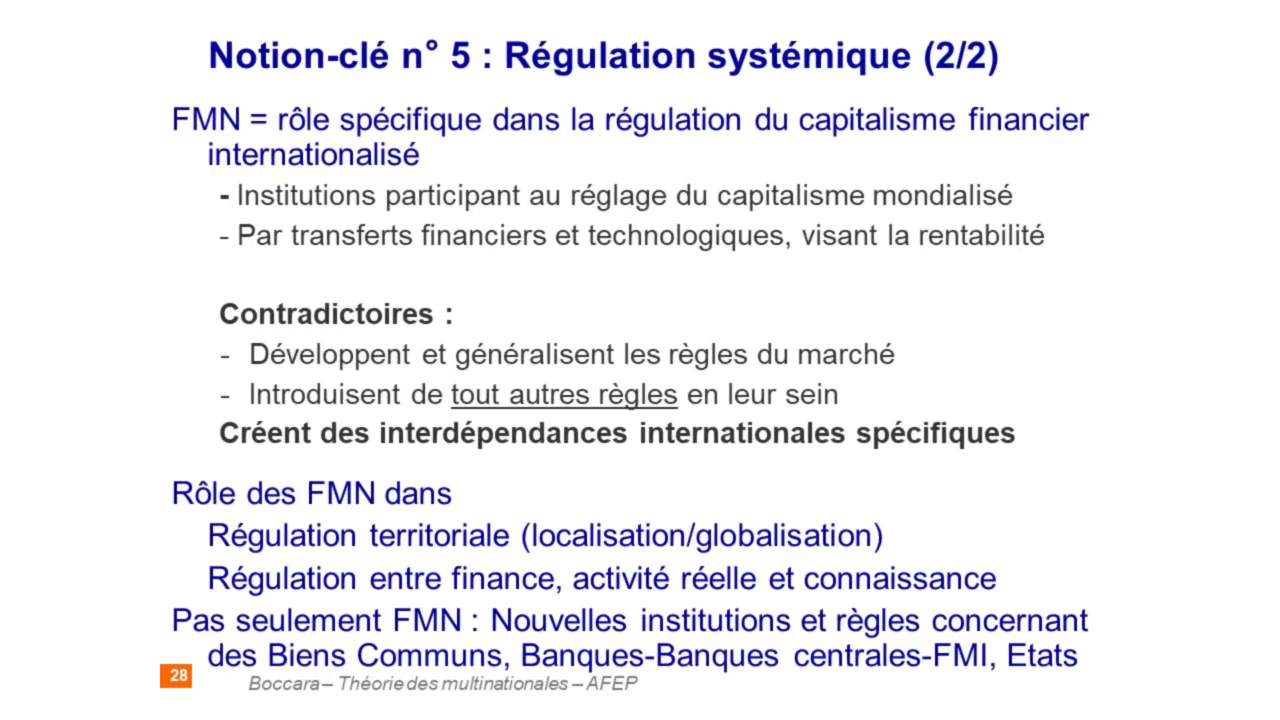 Notion-clé n° 5 : Régulation systémique (2/2)
FMN = rôle spécifique dans la régulation du capitalisme financier
internationalisé
- Institutions participant au réglage du capitalisme mondialisé
- Par transferts financiers et technologiques, visant la rentabilité
Contradictoires :
- Développent et généralisent les règles du marché
- Introduisent de tout autres règles en leur sein
Créent des interdépendances internationales spécifiques
Rôle des FMN dans
Régulation territoriale (localisation/globalisation)
Régulation entre finance, activité réelle et connaissance
Pas seulement FMN : Nouvelles institutions et règles concernant
des Biens Communs, Banques-Banques centrales-FMI, Etats
28
Boccara – Théorie des multinationales – AFEP